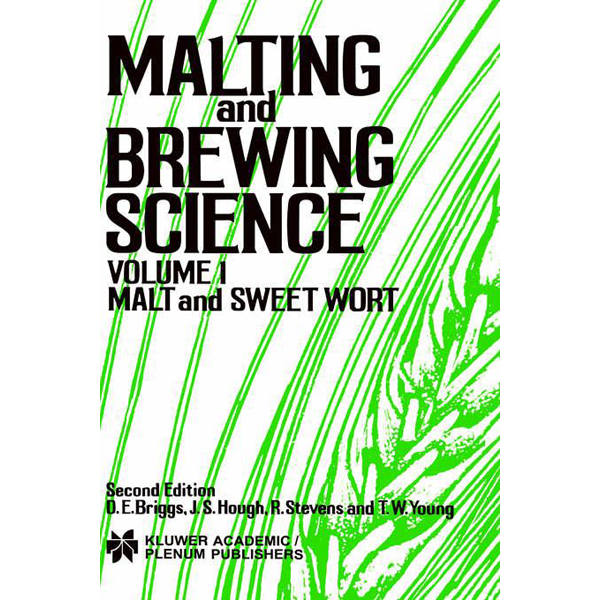 MALTING
and
BREWING
SCIENCE
VOLUME 1
MALT and SWEET WORT
Second Edition
D.E.Briggs, J.S.Hough, R.Stevens and T.W.Young
KLUWER ACADEMIC /
PLENUM PUBLISHERS